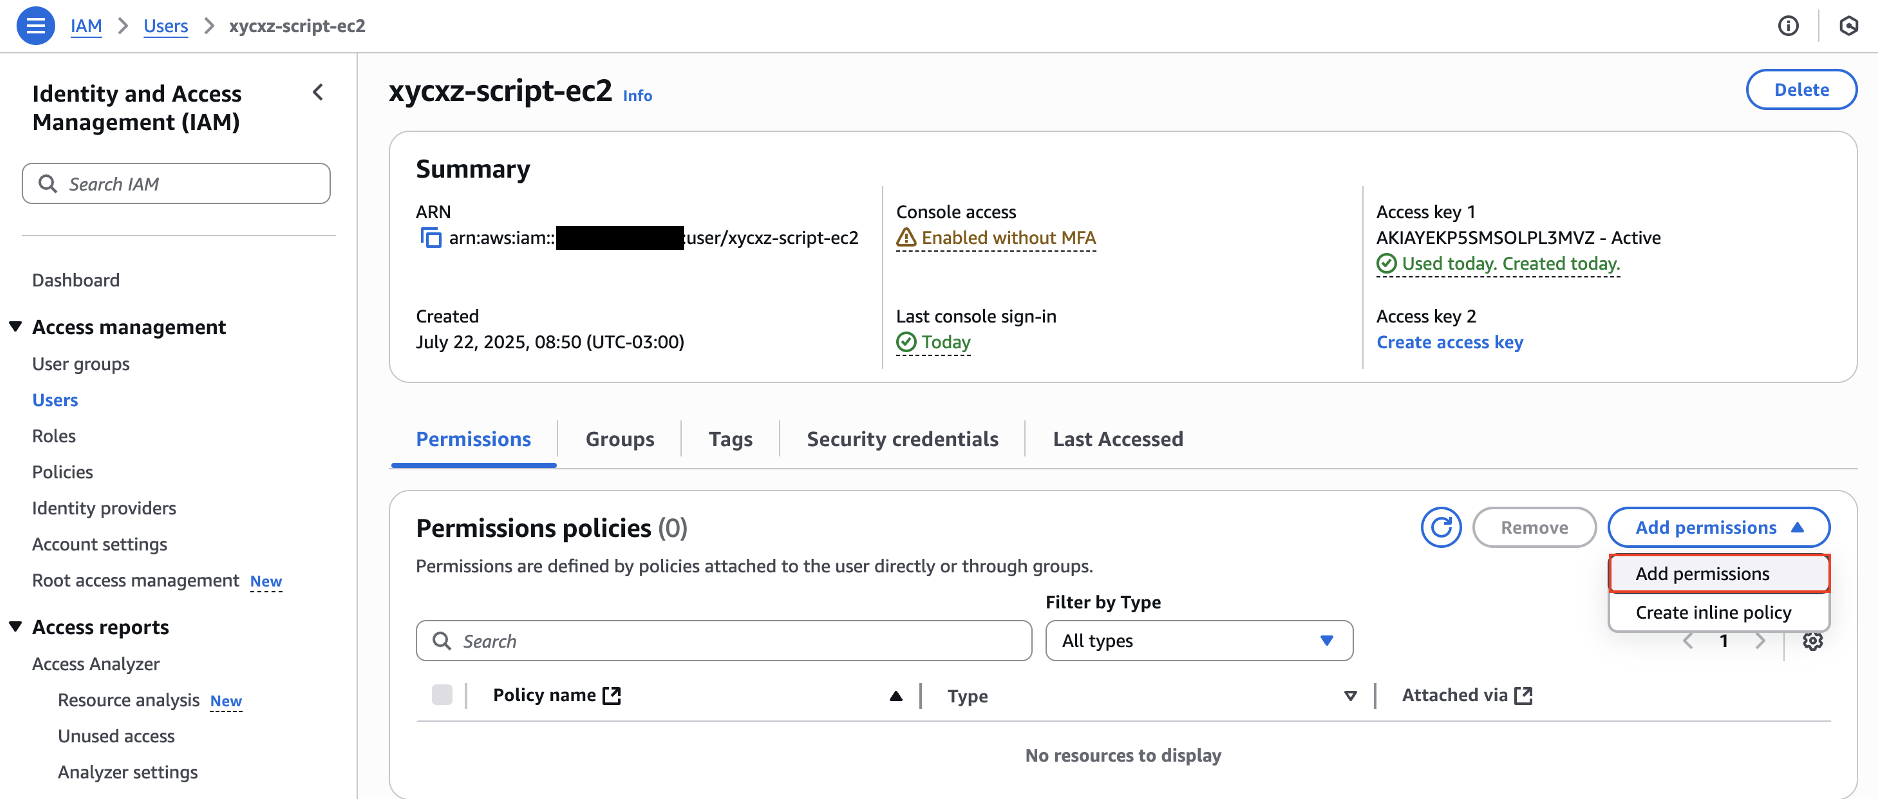 IAM > Users > xycxz-script-ec2
Identity and Access
Management (IAM)
Search IAM
Dashboard
Access management
User groups
Users
Roles
Policies
Identity providers
Account settings
Root access management New
Access reports
Access Analyzer
Resource analysis New
Unused access
Analyzer settings
xycxz-script-ec2 Info
Delete
Summary
ARN
arn:aws:iam:: :user/xycxz-script-ec2
Created
July 22, 2025, 08:50 (UTC-03:00)
Console access
Enabled without MFA
Last console sign-in
Today
Access key 1
AKIAYEKP5SMSOLPL3MVZ - Active
Used today. Created today.
Access key 2
Create access key
Permissions
Groups
Tags
Security credentials
Last Accessed
Permissions policies (0)
Remove
Add permissions
Add permissions
Create inline policy
Permissions are defined by policies attached to the user directly or through groups.
Filter by Type
Search
All types
1
Policy name
Type
Attached via
No resources to display